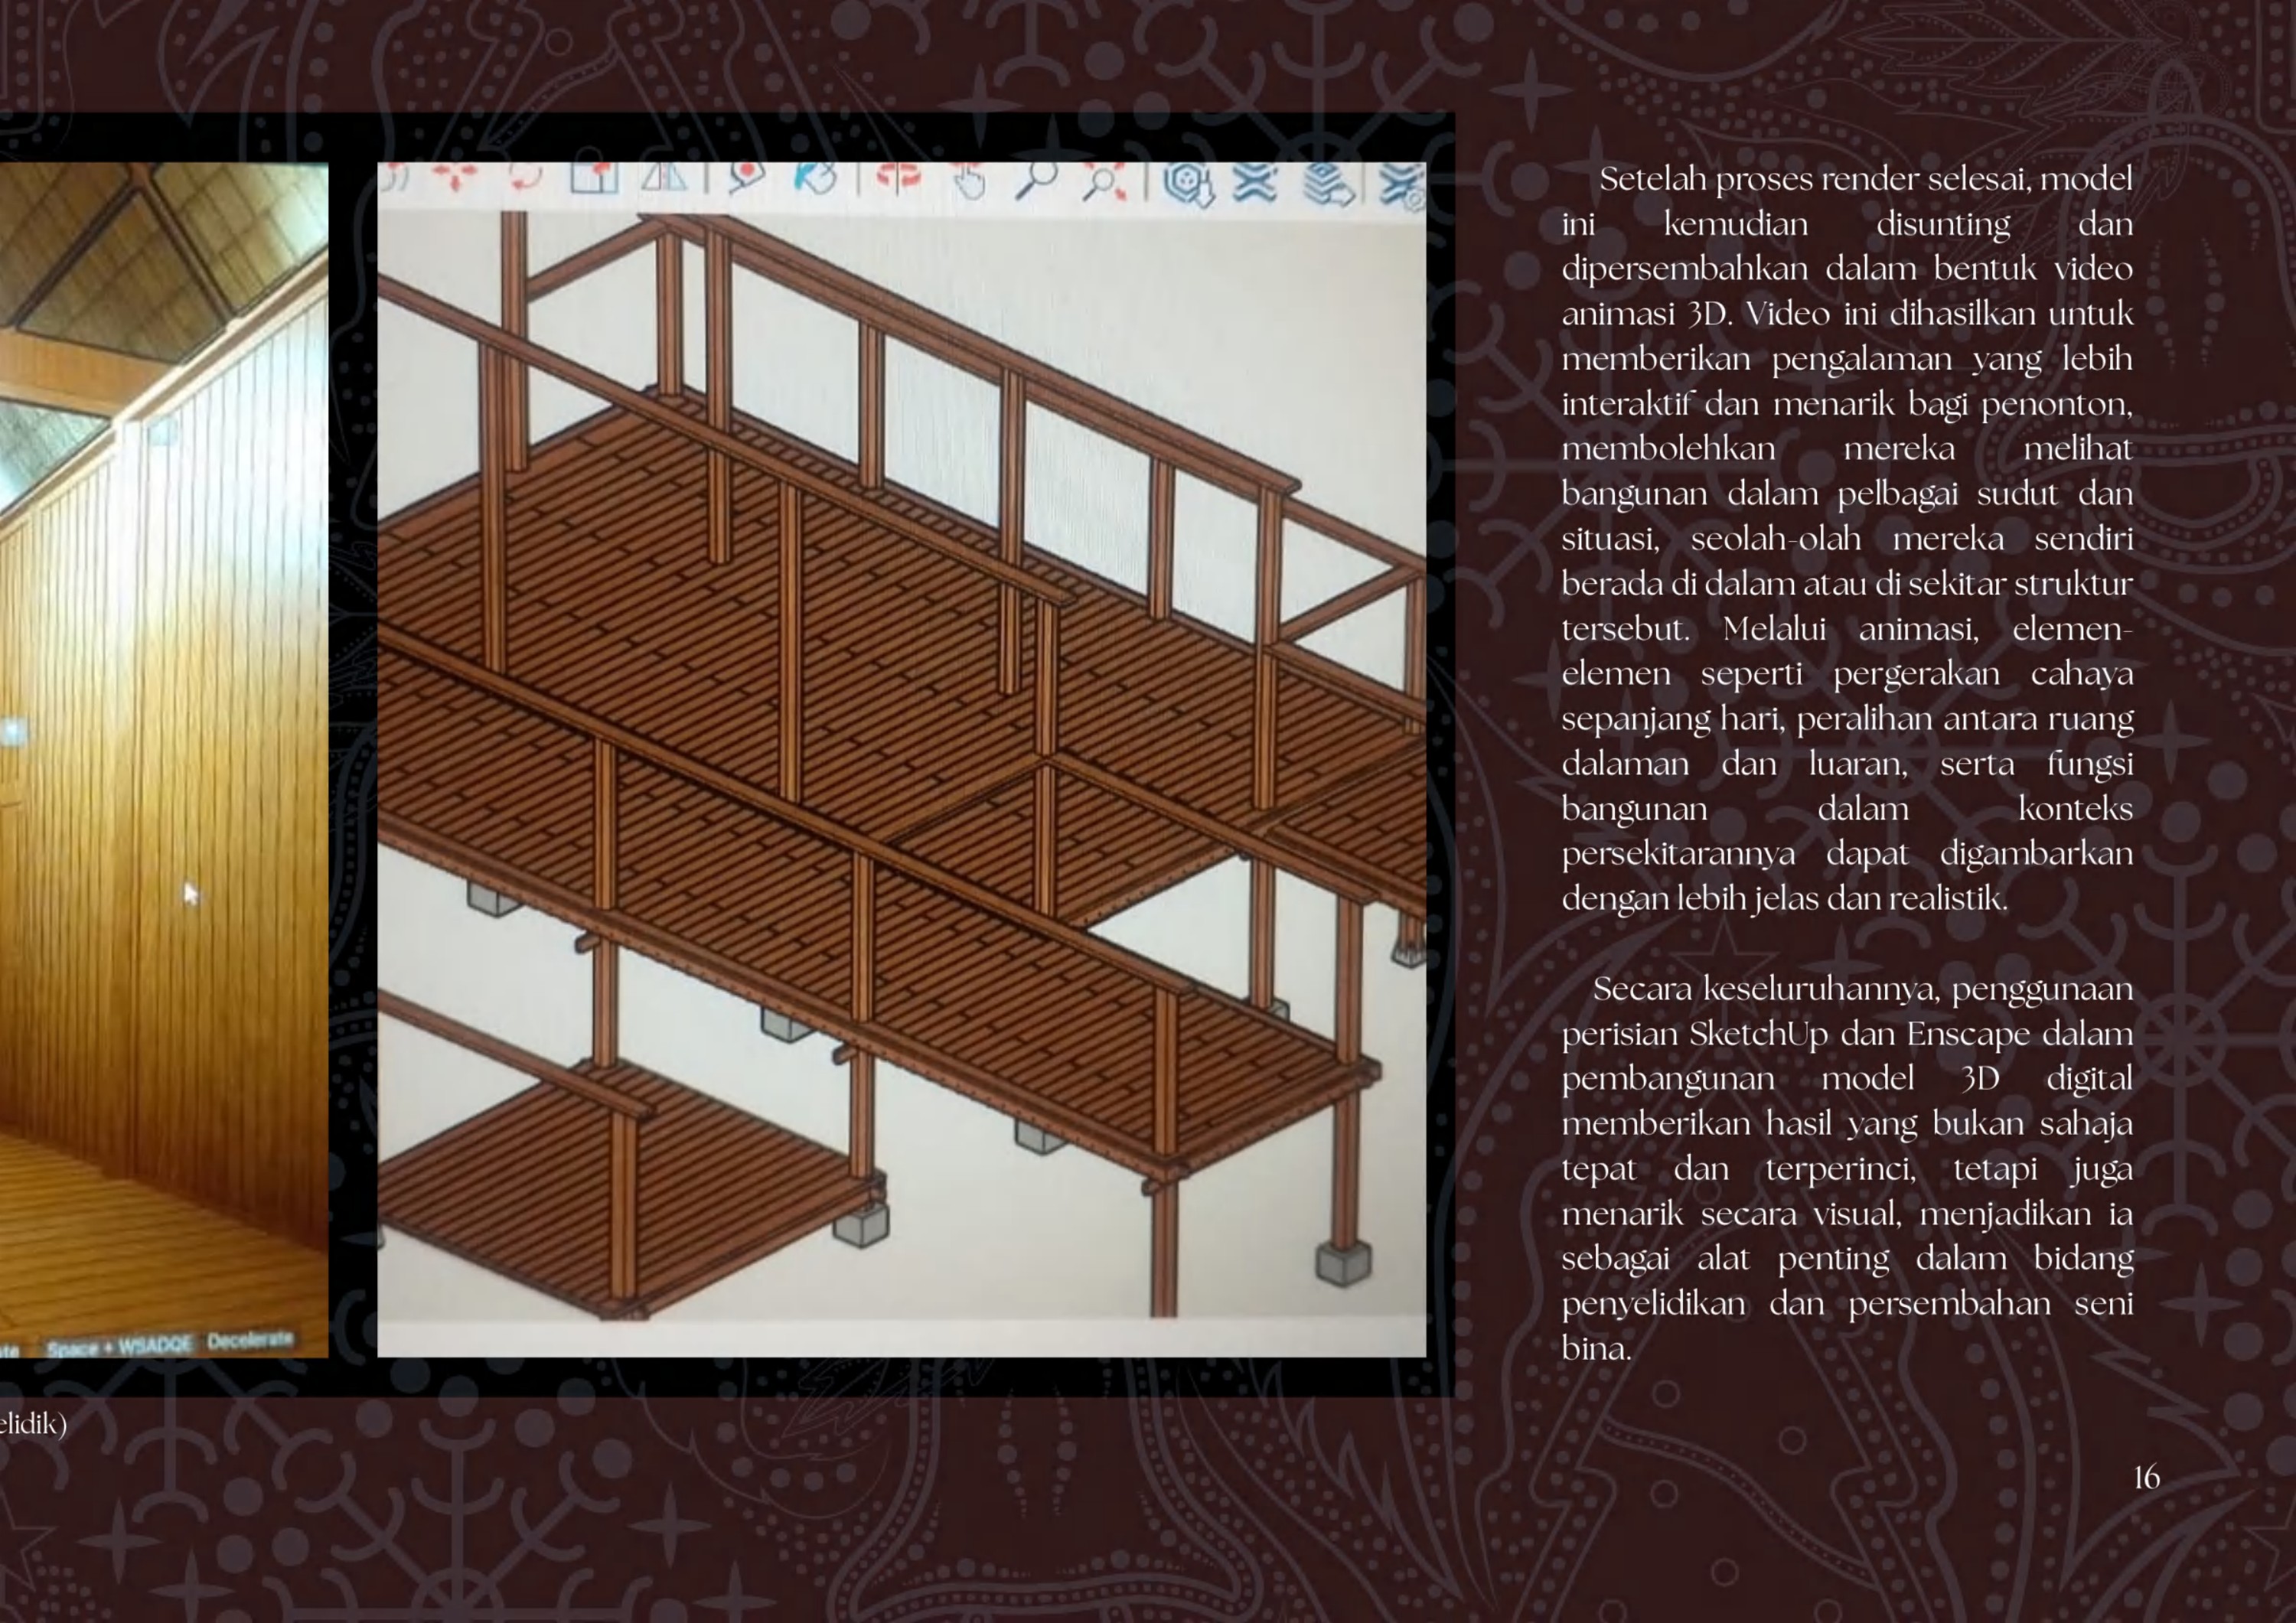 Setelah proses render selesai, model
ini kemudian disunting dan
dipersembahkan dalam bentuk video
animasi 3D. Video ini dihasilkan untuk
memberikan pengalaman yang lebih
interaktif dan menarik bagi penonton,
membolehkan mereka melihat
bangunan dalam pelbagai sudut dan
situasi, seolah-olah mereka sendiri
berada di dalam atau di sekitar struktur
tersebut. Melalui animasi, elemen-
elemen seperti pergerakan cahaya
sepanjang hari, peralihan antara ruang
dalaman dan luaran, serta fungsi
bangunan dalam konteks
persekitarannya dapat digambarkan
dengan lebih jelas dan realistik.
Secara keseluruhannya, penggunaan
perisian SketchUp dan Enscape dalam
pembangunan model 3D digital
memberikan hasil yang bukan sahaja
tepat dan terperinci, tetapi juga
menarik secara visual, menjadikan ia
sebagai alat penting dalam bidang
penyelidikan dan persembahan seni
bina.
Space + WSADQE Decelerate
elidik)
16